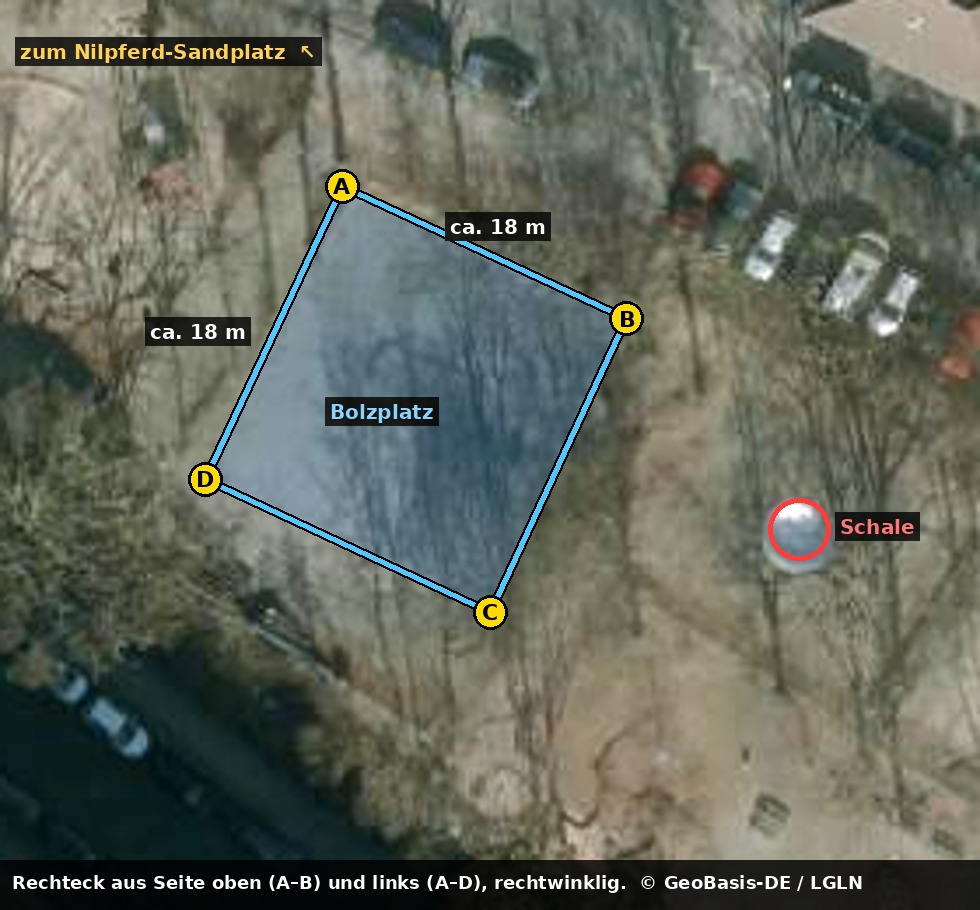 zum Nilpferd-Sandplatz ↖
A
ca. 18 m
B
ca. 18 m
Bolzplatz
D
Schale
C
Rechteck aus Seite oben (A–B) und links (A–D), rechtwinklig. © GeoBasis-DE / LGLN